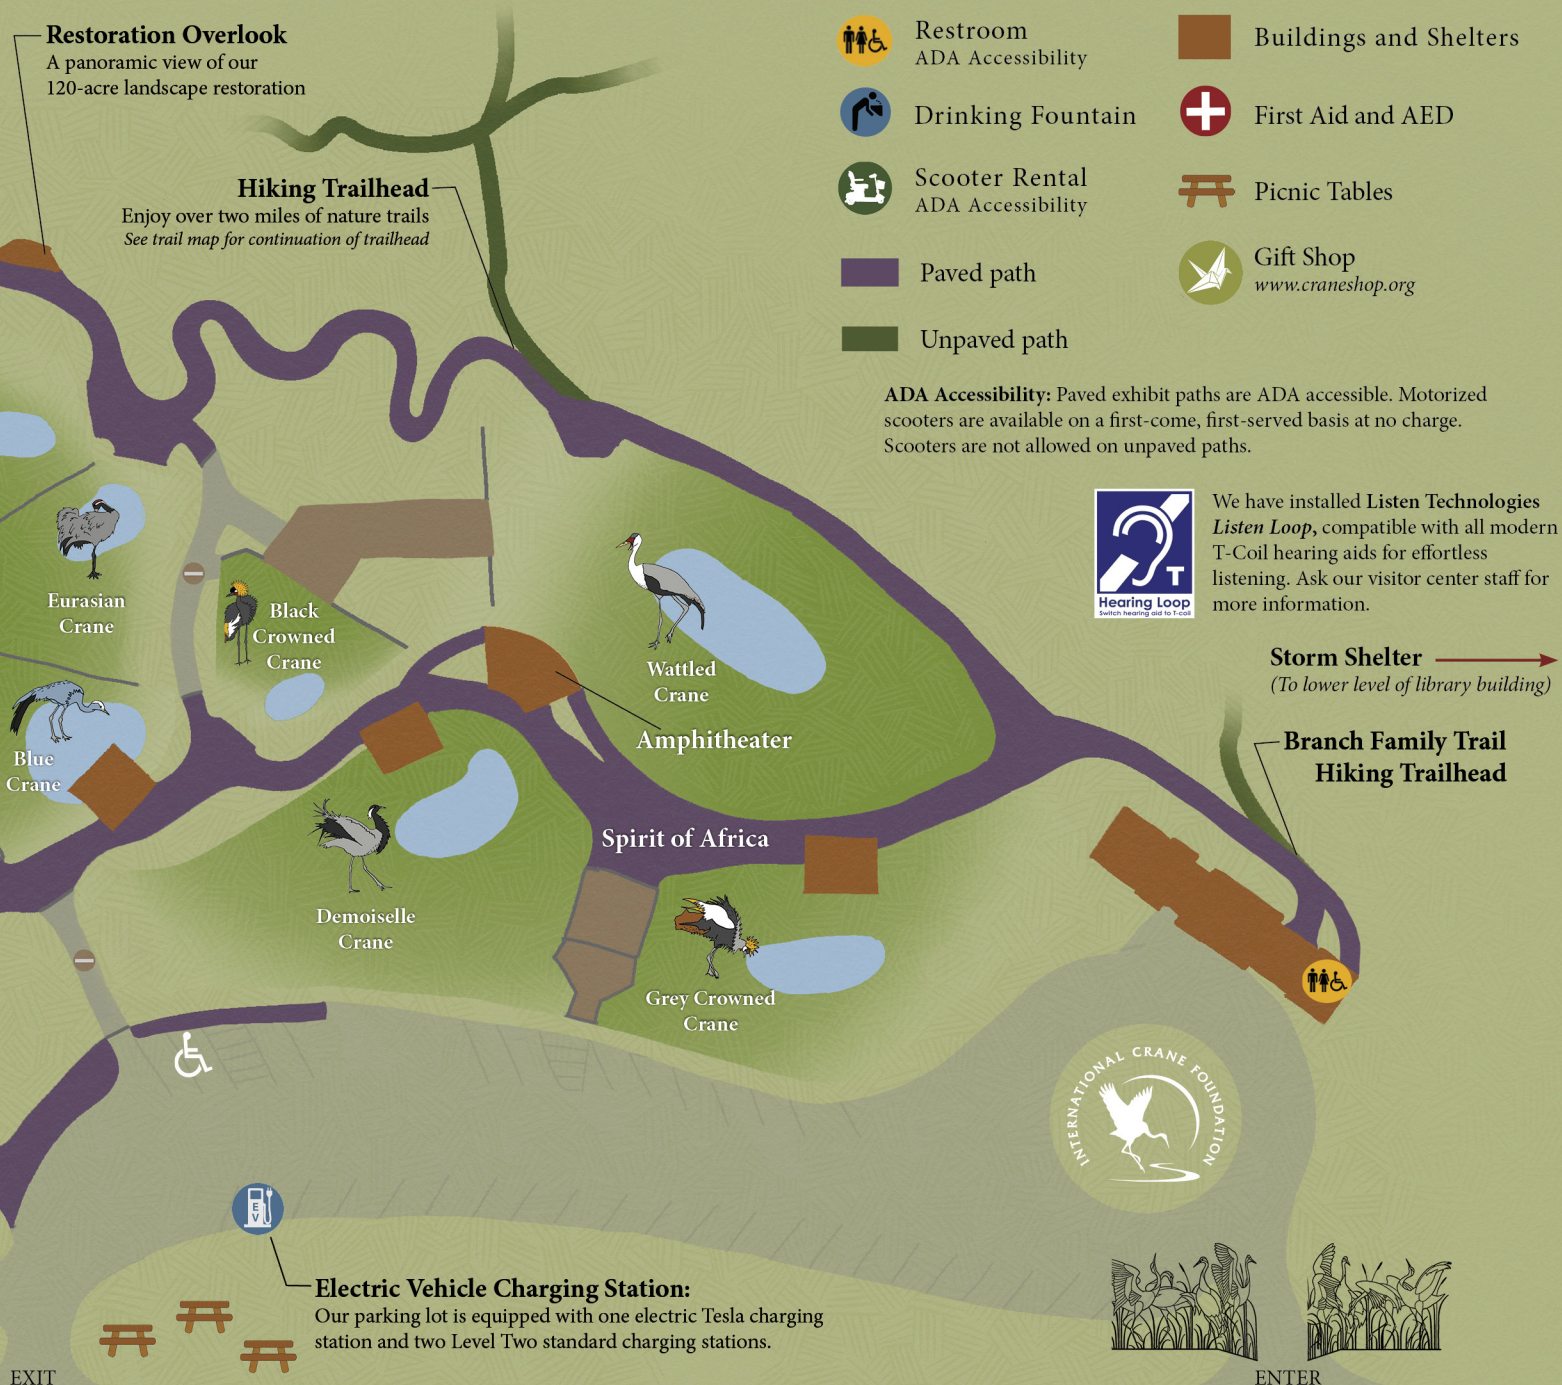 Restoration Overlook
A panoramic view of our
120-acre landscape restoration
Hiking Trailhead
Enjoy over two miles of nature trails
See trail map for continuation of trailhead
Restroom
ADA Accessibility
Drinking Fountain
Scooter Rental
ADA Accessibility
Paved path
Unpaved path
Buildings and Shelters
First Aid and AED
Picnic Tables
Gift Shop
www.craneshop.org
ADA Accessibility: Paved exhibit paths are ADA accessible. Motorized
scooters are available on a first-come, first-served basis at no charge.
Scooters are not allowed on unpaved paths.
T
Hearing Loop
Switch hearing aid to T-coil
We have installed Listen Technologies
Listen Loop, compatible with all modern
T-Coil hearing aids for effortless
listening. Ask our visitor center staff for
more information.
Storm Shelter
(To lower level of library building)
Branch Family Trail
Hiking Trailhead
Eurasian
Crane
Black
Crowned
Crane
Wattled
Crane
Blue
Crane
Amphitheater
Spirit of Africa
Demoiselle
Crane
Grey Crowned
Crane
INTERNATIONAL CRANE FOUNDATION
EV
Electric Vehicle Charging Station:
Our parking lot is equipped with one electric Tesla charging
station and two Level Two standard charging stations.
EXIT
ENTER